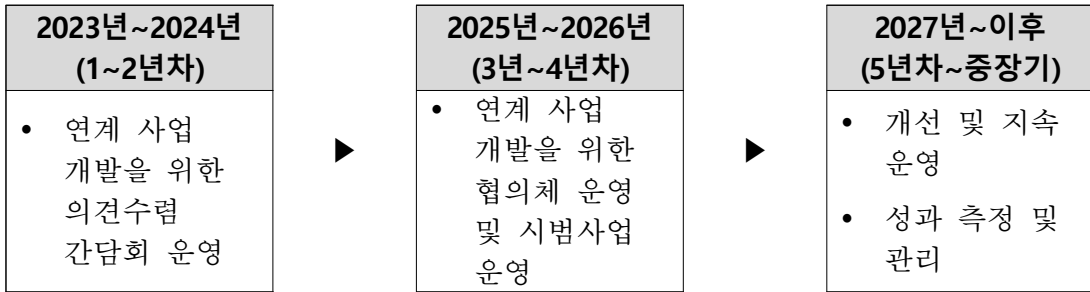 2023년~2024년
(1~2년차)
• 연계 사업
개발을 위한
의견수렴
간담회 운영
▶
2025년~2026년
(3년~4년차)
• 연계 사업
개발을 위한
협의체 운영
및 시범사업
운영
▶
2027년~이후
(5년차~중장기)
• 개선 및 지속
운영
• 성과 측정 및
관리